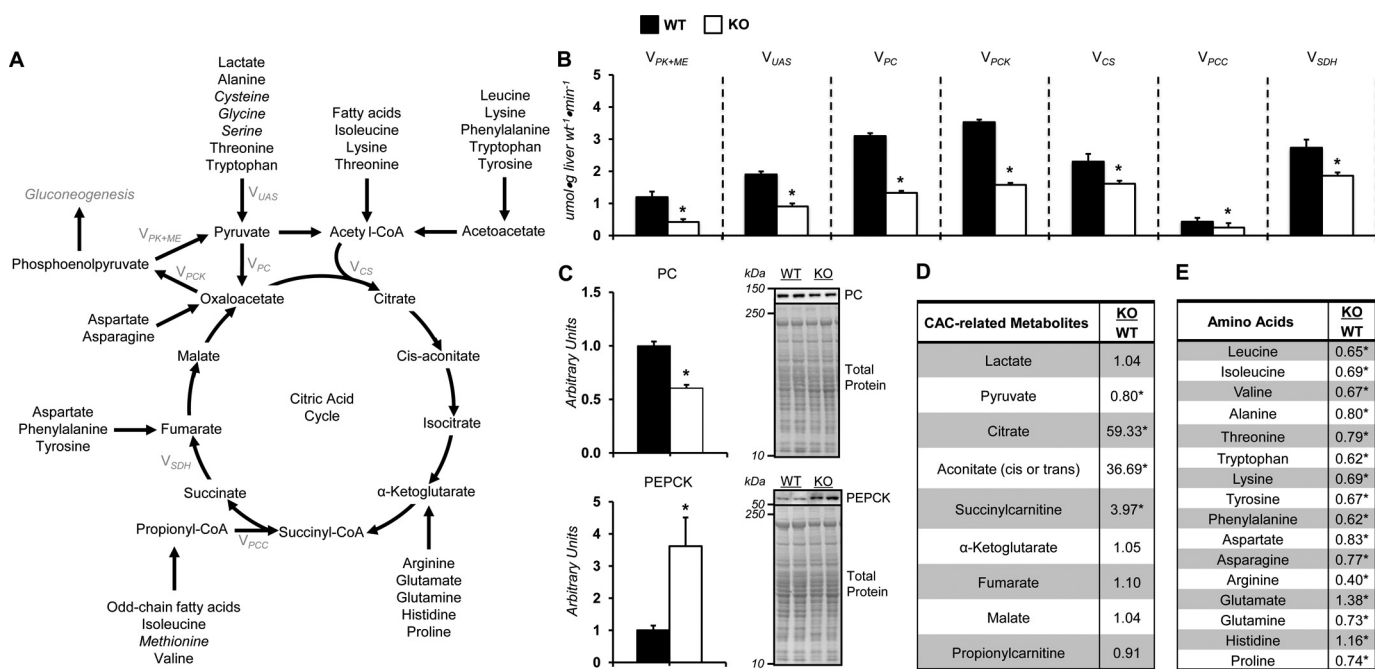 WT KO
A
Lactate
Alanine
Cysteine
Glycine
Serine
Threonine
Tryptophan
Fatty acids
Isoleucine
Lysine
Threonine
Leucine
Lysine
Phenylalanine
Tryptophan
Tyrosine
Gluconeogenesis
V_UAS
V_PK+ME
Pyruvate
Acetyl-CoA
Acetoacetate
Phosphoenolpyruvate
V_PCK
V_PC
V_CS
Oxaloacetate
Citrate
Aspartate
Asparagine
Malate
Cis-aconitate
Citric Acid
Cycle
Isocitrate
Aspartate
Phenylalanine
Tyrosine
Fumarate
V_SDH
Succinate
α-Ketoglutarate
Propionyl-CoA
Succinyl-CoA
V_PCC
Arginine
Glutamate
Glutamine
Histidine
Proline
Odd-chain fatty acids
Isoleucine
Methionine
Valine
B
V_PK+ME V_UAS V_PC V_PCK V_CS V_PCC V_SDH
umol•g liver wt⁻¹•min⁻¹
5
4
3
2
1
0
* * * * * * *
C
PC
Arbitrary Units
1.5
1.0
0.5
0.0
*
kDa WT KO
150
PC
250
Total
Protein
10
PEPCK
Arbitrary Units
5
4
3
2
1
0
*
kDa WT KO
75
PEPCK
50
250
Total
Protein
10
D
CAC-related Metabolites KO
WT
Lactate 1.04
Pyruvate 0.80*
Citrate 59.33*
Aconitate (cis or trans) 36.69*
Succinylcarnitine 3.97*
α-Ketoglutarate 1.05
Fumarate 1.10
Malate 1.04
Propionylcarnitine 0.91
E
Amino Acids KO
WT
Leucine 0.65*
Isoleucine 0.69*
Valine 0.67*
Alanine 0.80*
Threonine 0.79*
Tryptophan 0.62*
Lysine 0.69*
Tyrosine 0.67*
Phenylalanine 0.62*
Aspartate 0.83*
Asparagine 0.77*
Arginine 0.40*
Glutamate 1.38*
Glutamine 0.73*
Histidine 1.16*
Proline 0.74*